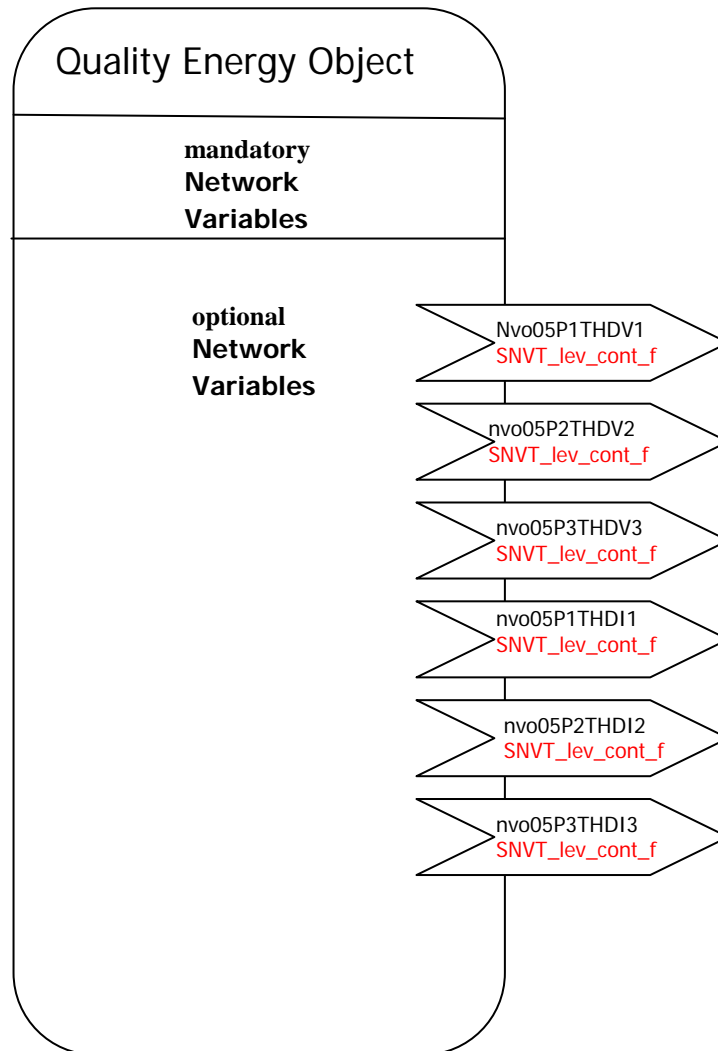 Quality Energy Object
mandatory
Network
Variables
optional
Network
Variables
Nvo05P1THDV1
SNVT_lev_cont_f
nvo05P2THDV2
SNVT_lev_cont_f
nvo05P3THDV3
SNVT_lev_cont_f
nvo05P1THDI1
SNVT_lev_cont_f
nvo05P2THDI2
SNVT_lev_cont_f
nvo05P3THDI3
SNVT_lev_cont_f